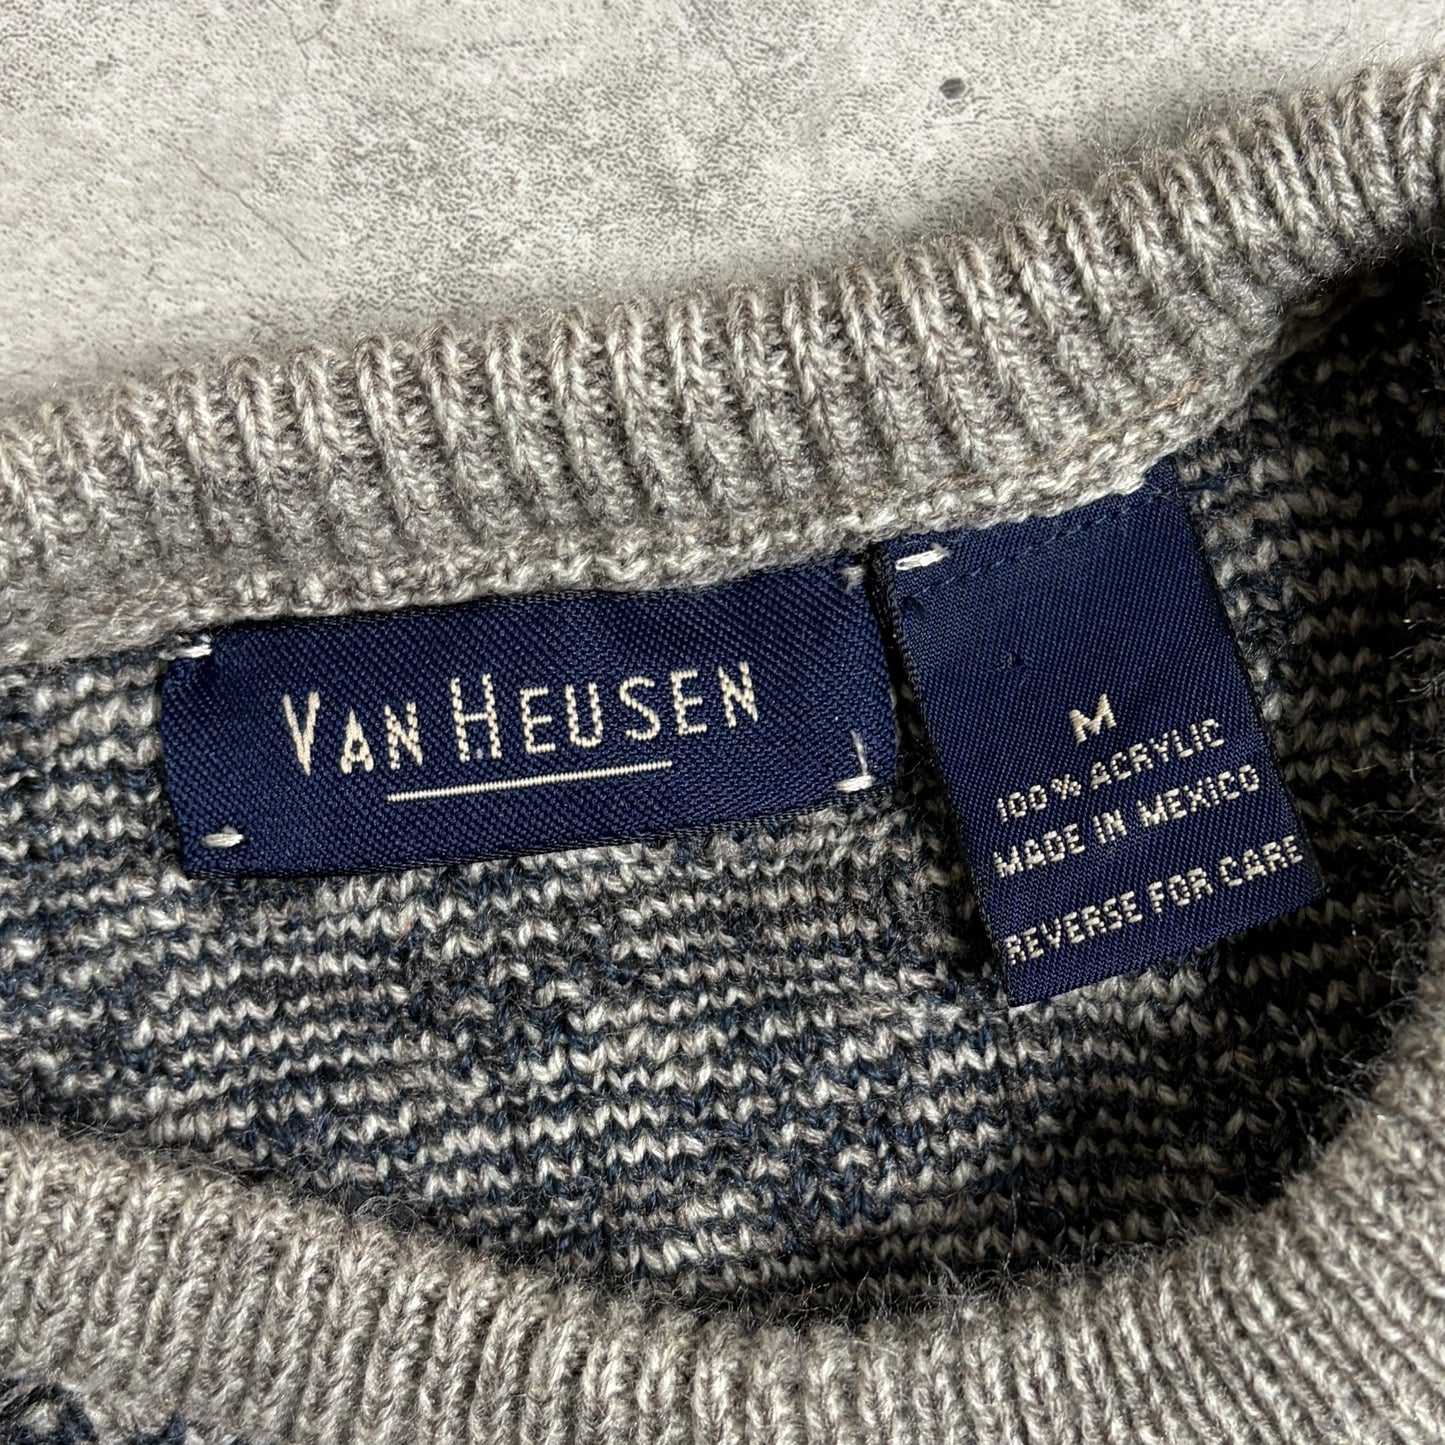 VAN HEUSEN
M
100% ACRYLIC
MADE IN MEXICO
REVERSE FOR CARE